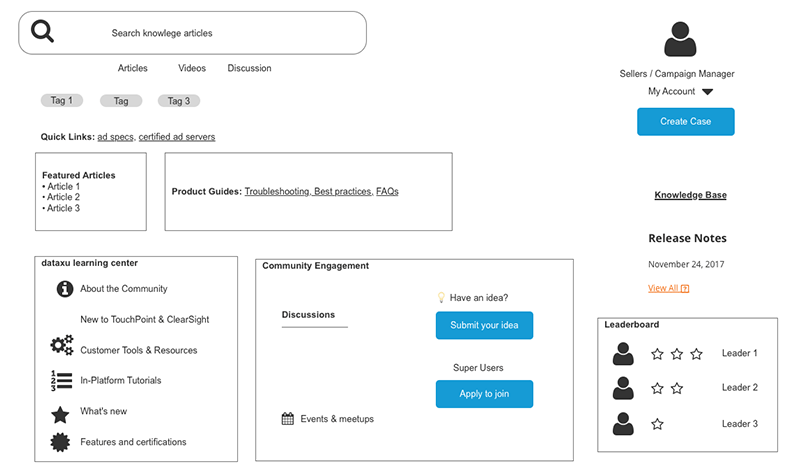 Search knowlege articles
Articles Videos Discussion
Tag 1 Tag Tag 3
Quick Links: ad specs, certified ad servers
Featured Articles
• Article 1
• Article 2
• Article 3
Product Guides: Troubleshooting, Best practices, FAQs
Sellers / Campaign Manager
My Account
Create Case
Knowledge Base
Release Notes
November 24, 2017
View All
dataxu learning center
About the Community
New to TouchPoint & ClearSight
Customer Tools & Resources
1
2
3
In-Platform Tutorials
What's new
Features and certifications
Community Engagement
Discussions
Events & meetups
Have an idea?
Submit your idea
Super Users
Apply to join
Leaderboard
Leader 1
Leader 2
Leader 3